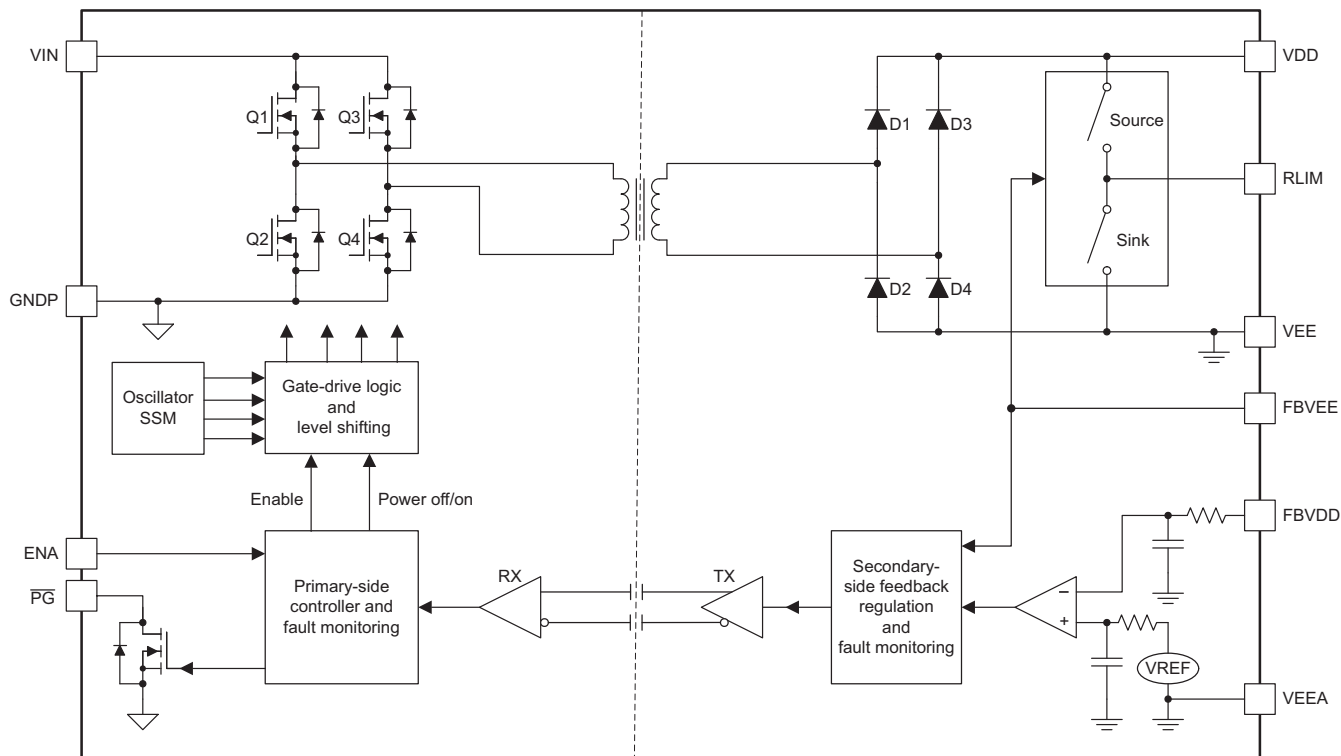 VIN
VDD
Q1
Q3
D1
D3
Source
RLIM
Q2
Q4
Sink
GNDP
D2
D4
VEE
Oscillator
SSM
Gate-drive logic
and
level shifting
FBVEE
Enable
Power off/on
FBVDD
ENA
PG
Primary-side
controller and
fault monitoring
RX
TX
Secondary-
side feedback
regulation
and
fault monitoring
–
+
VREF
VEEA